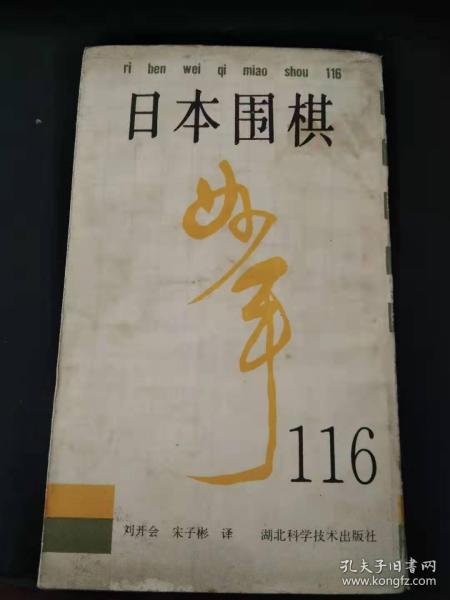 ri ben wei qi miao shou 116
日本围棋
妙手
116
刘开会 宋子彬 译 湖北科学技术出版社
孔夫子旧书网
www.kongfz.com